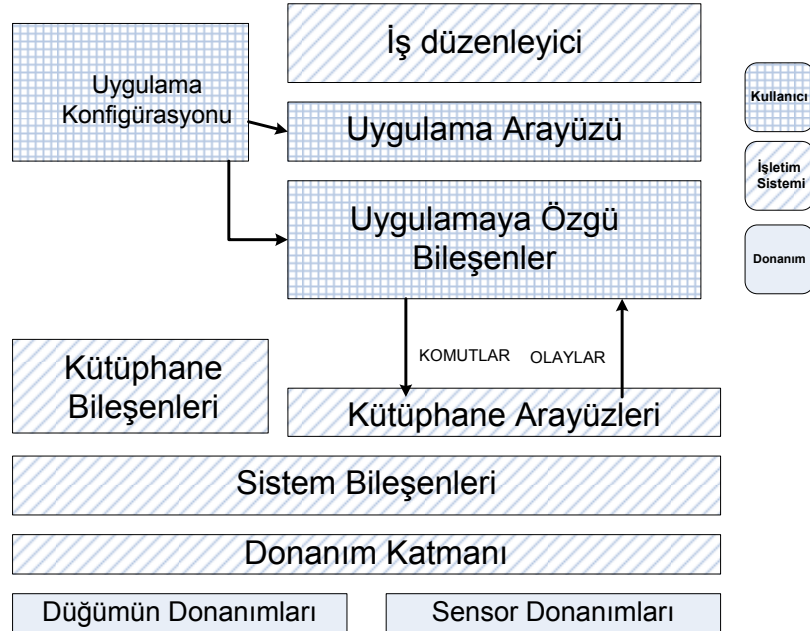 İş düzenleyici
Uygulama
Konfigürasyonu
Uygulama Arayüzü
Uygulamaya Özgü
Bileşenler
KOMUTLAR
OLAYLAR
Kütüphane
Bileşenleri
Kütüphane Arayüzleri
Sistem Bileşenleri
Donanım Katmanı
Düğümün Donanımları
Sensor Donanımları
Kullanıcı
İşletim
Sistemi
Donanım